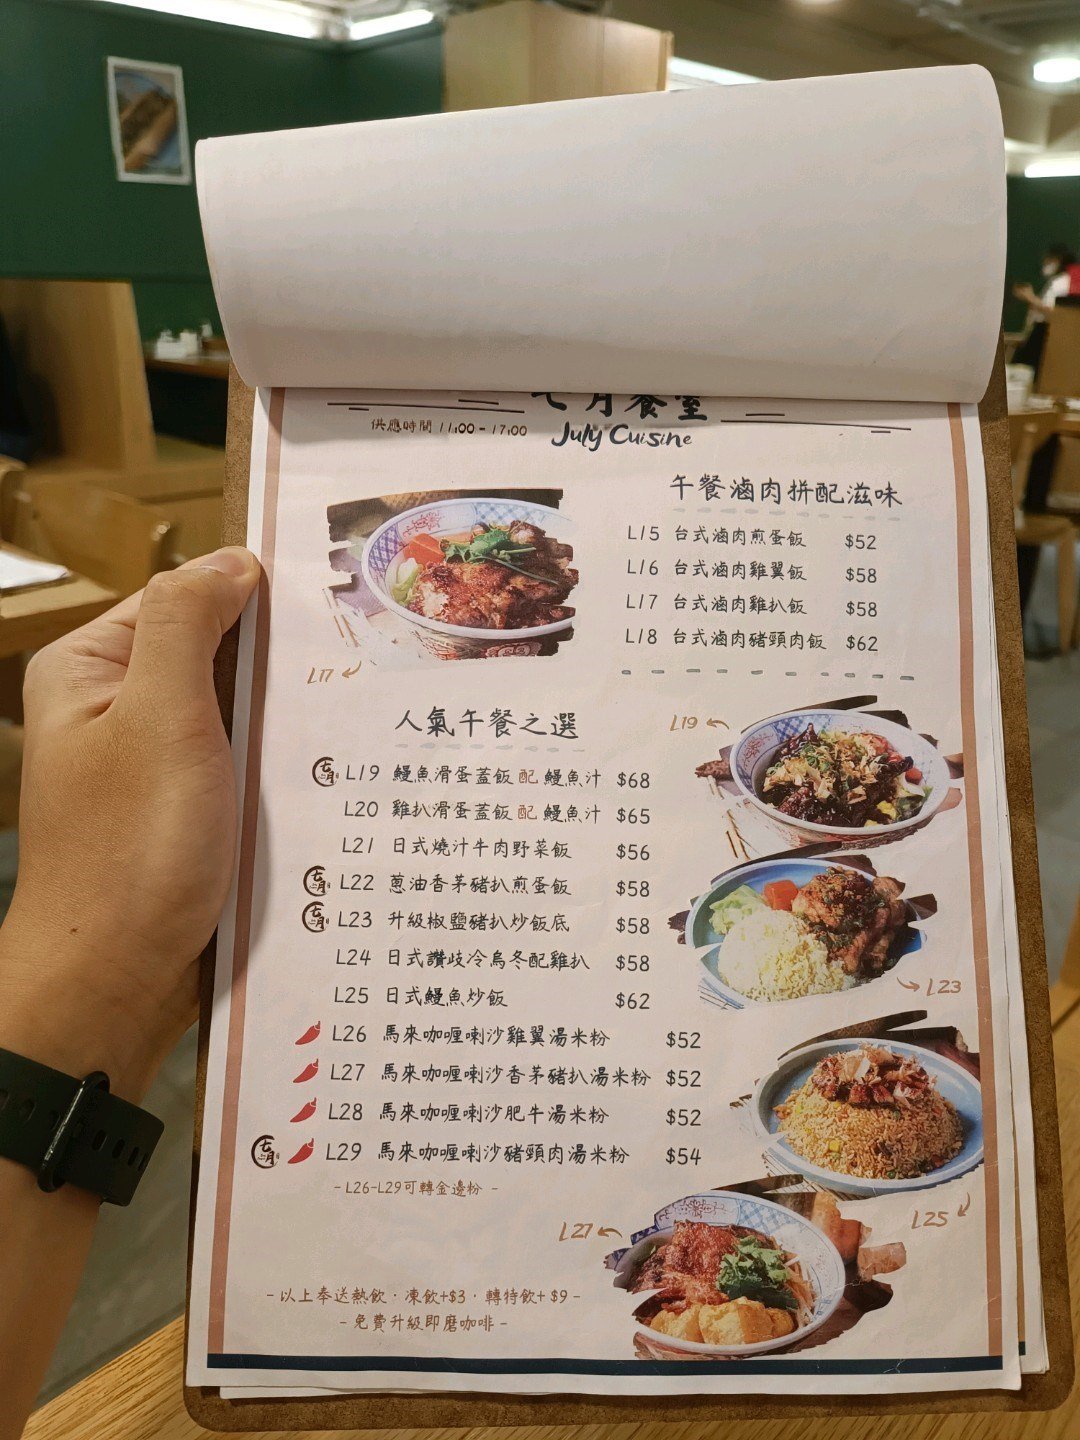 七月餐室
供應時間 11:00 - 17:00
July Cuisine
午餐滷肉拼配滋味
L15 台式滷肉煎蛋飯 $52
L16 台式滷肉雞翼飯 $58
L17 台式滷肉雞扒飯 $58
L18 台式滷肉豬頸肉飯 $62
L17
人氣午餐之選
L19
七月 L19 鰻魚滑蛋蓋飯配鰻魚汁 $68
L20 雞扒滑蛋蓋飯配鰻魚汁 $65
L21 日式燒汁牛肉野菜飯 $56
七月 L22 蔥油香茅豬扒煎蛋飯 $58
七月 L23 升級椒鹽豬扒炒飯底 $58
L24 日式讚岐冷烏冬配雞扒 $58
L25 日式鰻魚炒飯 $62
L23
L26 馬來咖喱喇沙雞翼湯米粉 $52
L27 馬來咖喱喇沙香茅豬扒湯米粉 $52
L28 馬來咖喱喇沙肥牛湯米粉 $52
七月 L29 馬來咖喱喇沙豬頸肉湯米粉 $54
- L26-L29可轉金邊粉 -
L25
L27
- 以上奉送熱飲 · 凍飲+$3 · 轉特飲+ $9 -
- 免費升級即磨咖啡 -